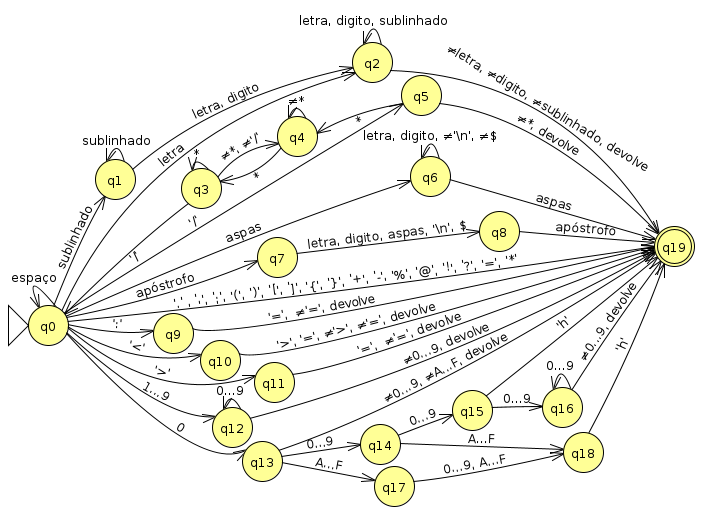 letra, digito, sublinhado
q2
≠letra, ≠digito, ≠sublinhado, devolve
letra, digito
q5
≠*
≠*, devolve
*
sublinhado
letra
q4
letra, digito, ≠'\n', ≠$
≠*, ≠'/'
*
q1
*
q3
q6
aspas
'/'
sublinhado
aspas
'/'
letra, digito, aspas, '\n', $
q8
apóstrofo
q19
q7
espaço
apóstrofo
'.', ',', ';', '(', ')', '[', ']', '{', '}', '+', '-', '%', '@', '!', '?', '=', '*'
q0
':'
q9
'=', ≠'=', devolve
'<'
q10
'>', '=', ≠'>', ≠'=', devolve
'>'
q11
'=', ≠'=', devolve
≠0...9, devolve
'h'
≠0...9, devolve
'h'
1...9
0...9
≠0...9, ≠A...F, devolve
0...9
q12
0...9
q15
0...9
q16
0
0...9
q14
A...F
q18
q13
A...F
0...9, A...F
q17